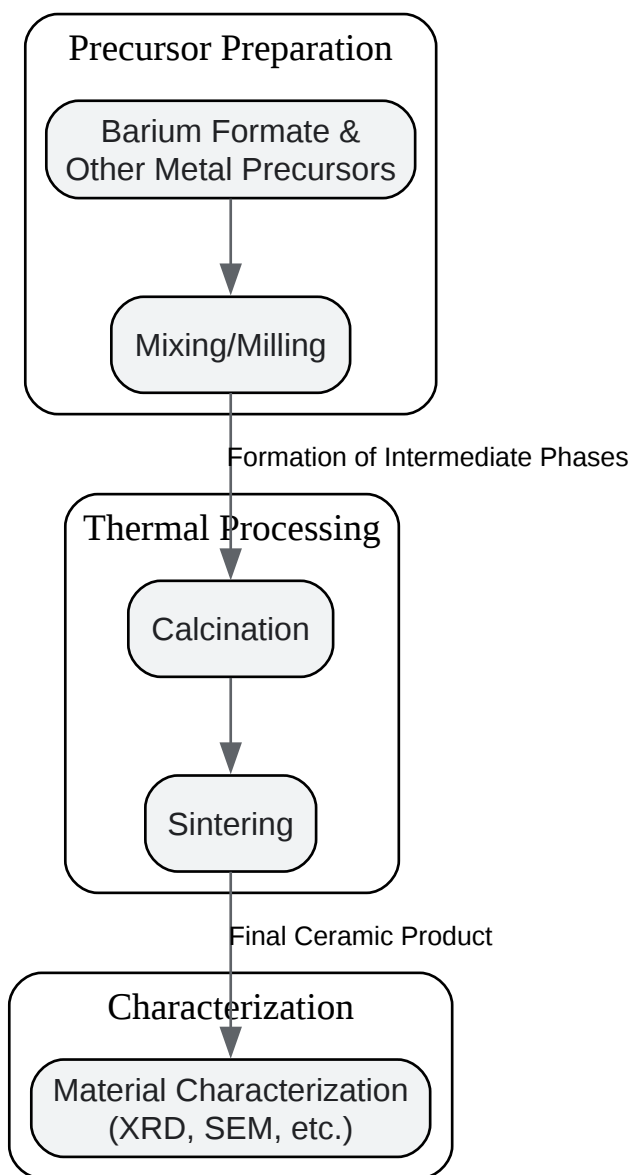 Precursor Preparation
Barium Formate &
Other Metal Precursors
Mixing/Milling
Formation of Intermediate Phases
Thermal Processing
Calcination
Sintering
Final Ceramic Product
Characterization
Material Characterization
(XRD, SEM, etc.)